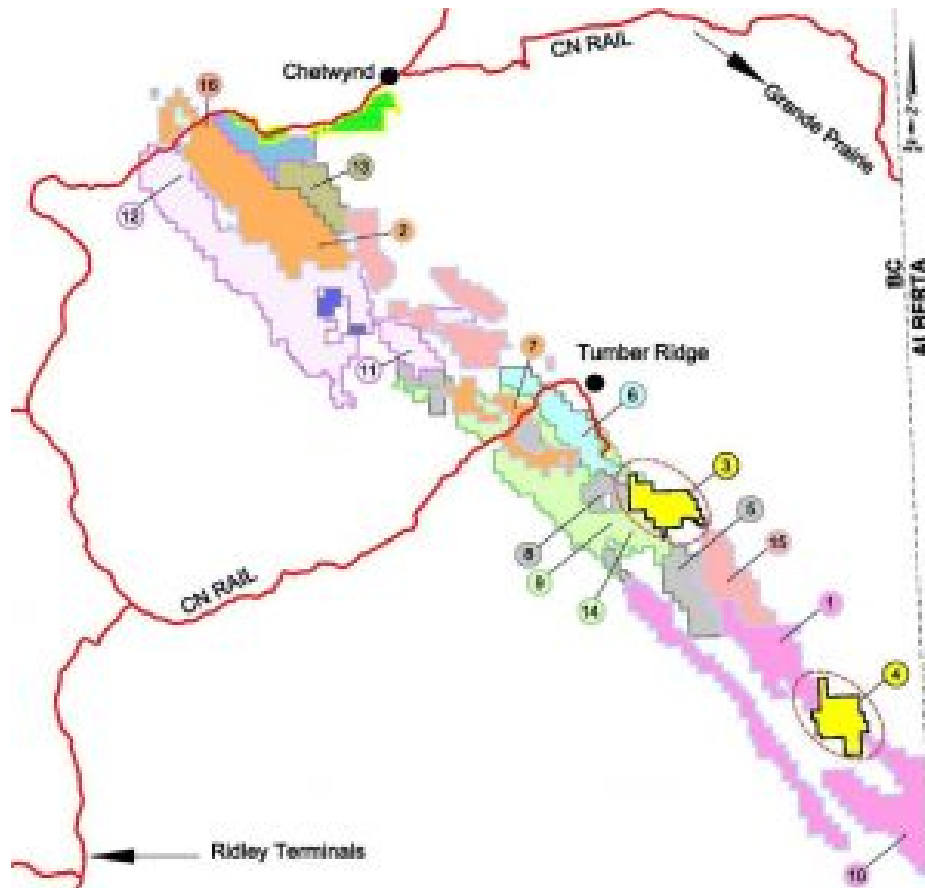 CN RAIL
Chetwynd
Grande Prairie
16
13
12
2
BC
ALBERTA
11
7
Tumber Ridge
6
3
5
8
9
15
14
1
CN RAIL
4
Ridley Terminals
10